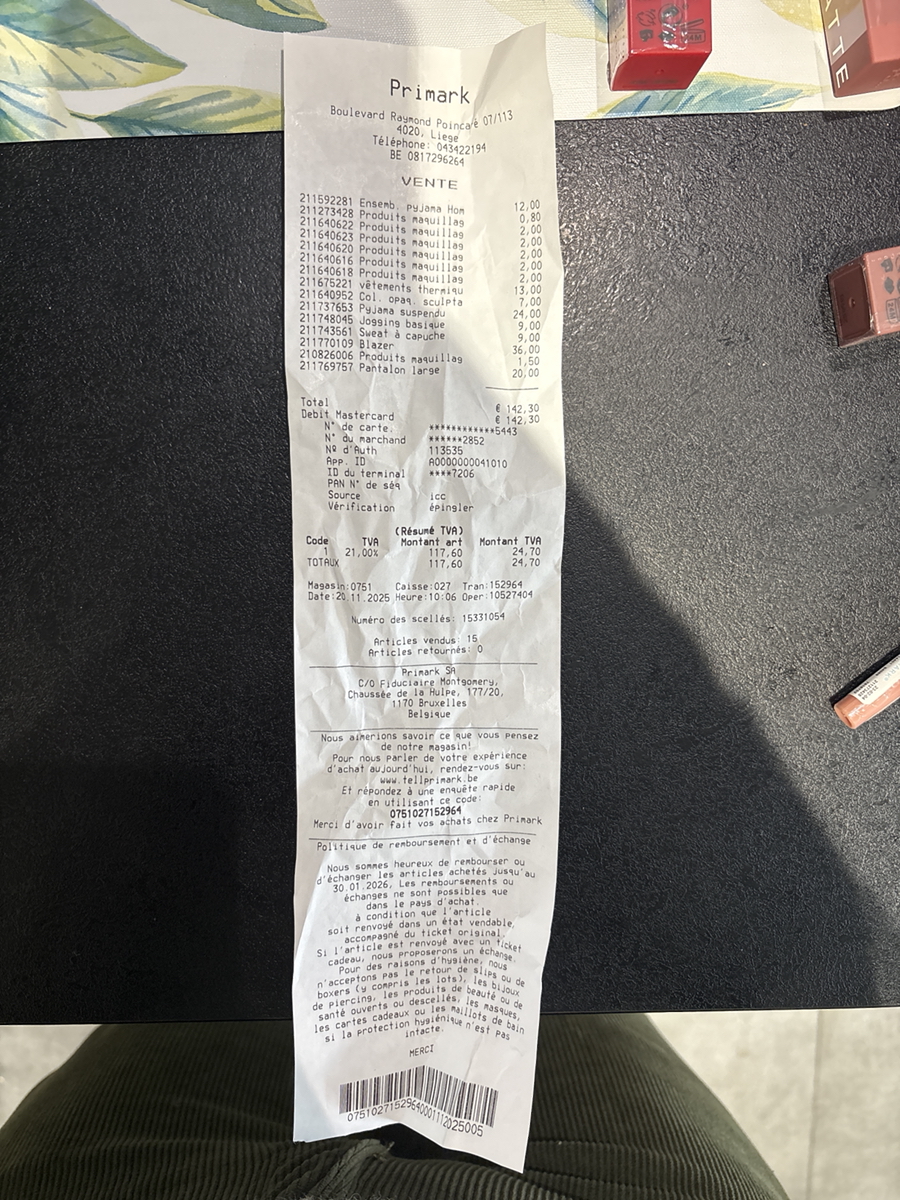 Primark
Boulevard Raymond Poincaré 07/113
4020, Liege
Téléphone: 043422194
BE 0817296264
VENTE
211592281 Ensemb. pyjama Hom 12,00
211273428 Produits maquillag 0,80
211640622 Produits maquillag 2,00
211640623 Produits maquillag 2,00
211640620 Produits maquillag 2,00
211640616 Produits maquillag 2,00
211640618 Produits maquillag 2,00
211675221 vêtements thermiqu 13,00
211640952 Col. opaq. sculpta 7,00
211737653 Pyjama suspendu 24,00
211748045 Jogging basique 9,00
211743561 Sweat à capuche 9,00
211770109 Blazer 36,00
210826006 Produits maquillag 1,50
211769757 Pantalon large 20,00
Total € 142,30
Debit Mastercard € 142,30
N° de carte. ************5443
N° du marchand ******2852
Nº d'Auth 113535
App. ID A0000000041010
ID du terminal ****7206
PAN N° de séq
Source icc
Vérification épingler
(Résumé TVA)
Code TVA Montant art Montant TVA
1 21,00% 117,60 24,70
TOTAUX 117,60 24,70
Magasin:0751 Caisse:027 Tran:152964
Date:20.11.2025 Heure:10:06 Oper:10527404
Numéro des scellés: 15331054
Articles vendus: 15
Articles retournés: 0
Primark SA
C/O Fiduciaire Montgomery,
Chaussée de la Hulpe, 177/20,
1170 Bruxelles
Belgique
Nous aimerions savoir ce que vous pensez
de notre magasin!
Pour nous parler de votre expérience
d'achat aujourd'hui, rendez-vous sur:
www.tellprimark.be
Et répondez à une enquête rapide
en utilisant ce code:
0751027152964
Merci d'avoir fait vos achats chez Primark
Politique de remboursement et d'échange
Nous sommes heureux de rembourser ou
d'échanger les articles achetés jusqu'au
30.01.2026, Les remboursements ou
échanges ne sont possibles que
dans le pays d'achat.
à condition que l'article
soit renvoyé dans un état vendable,
accompagné du ticket original.
Si l'article est renvoyé avec un ticket
cadeau, nous proposerons un échange.
Pour des raisons d'hygiène, nous
n'acceptons pas le retour de slips ou de
boxers (y compris les lots), les bijoux
de piercing, les produits de beauté ou de
santé ouverts ou descellés, les masques,
les cartes cadeaux ou les maillots de bain
si la protection hygiénique n'est pas
intacte.
MERCI
07510271529640001112025005
24M
ATTE
24M